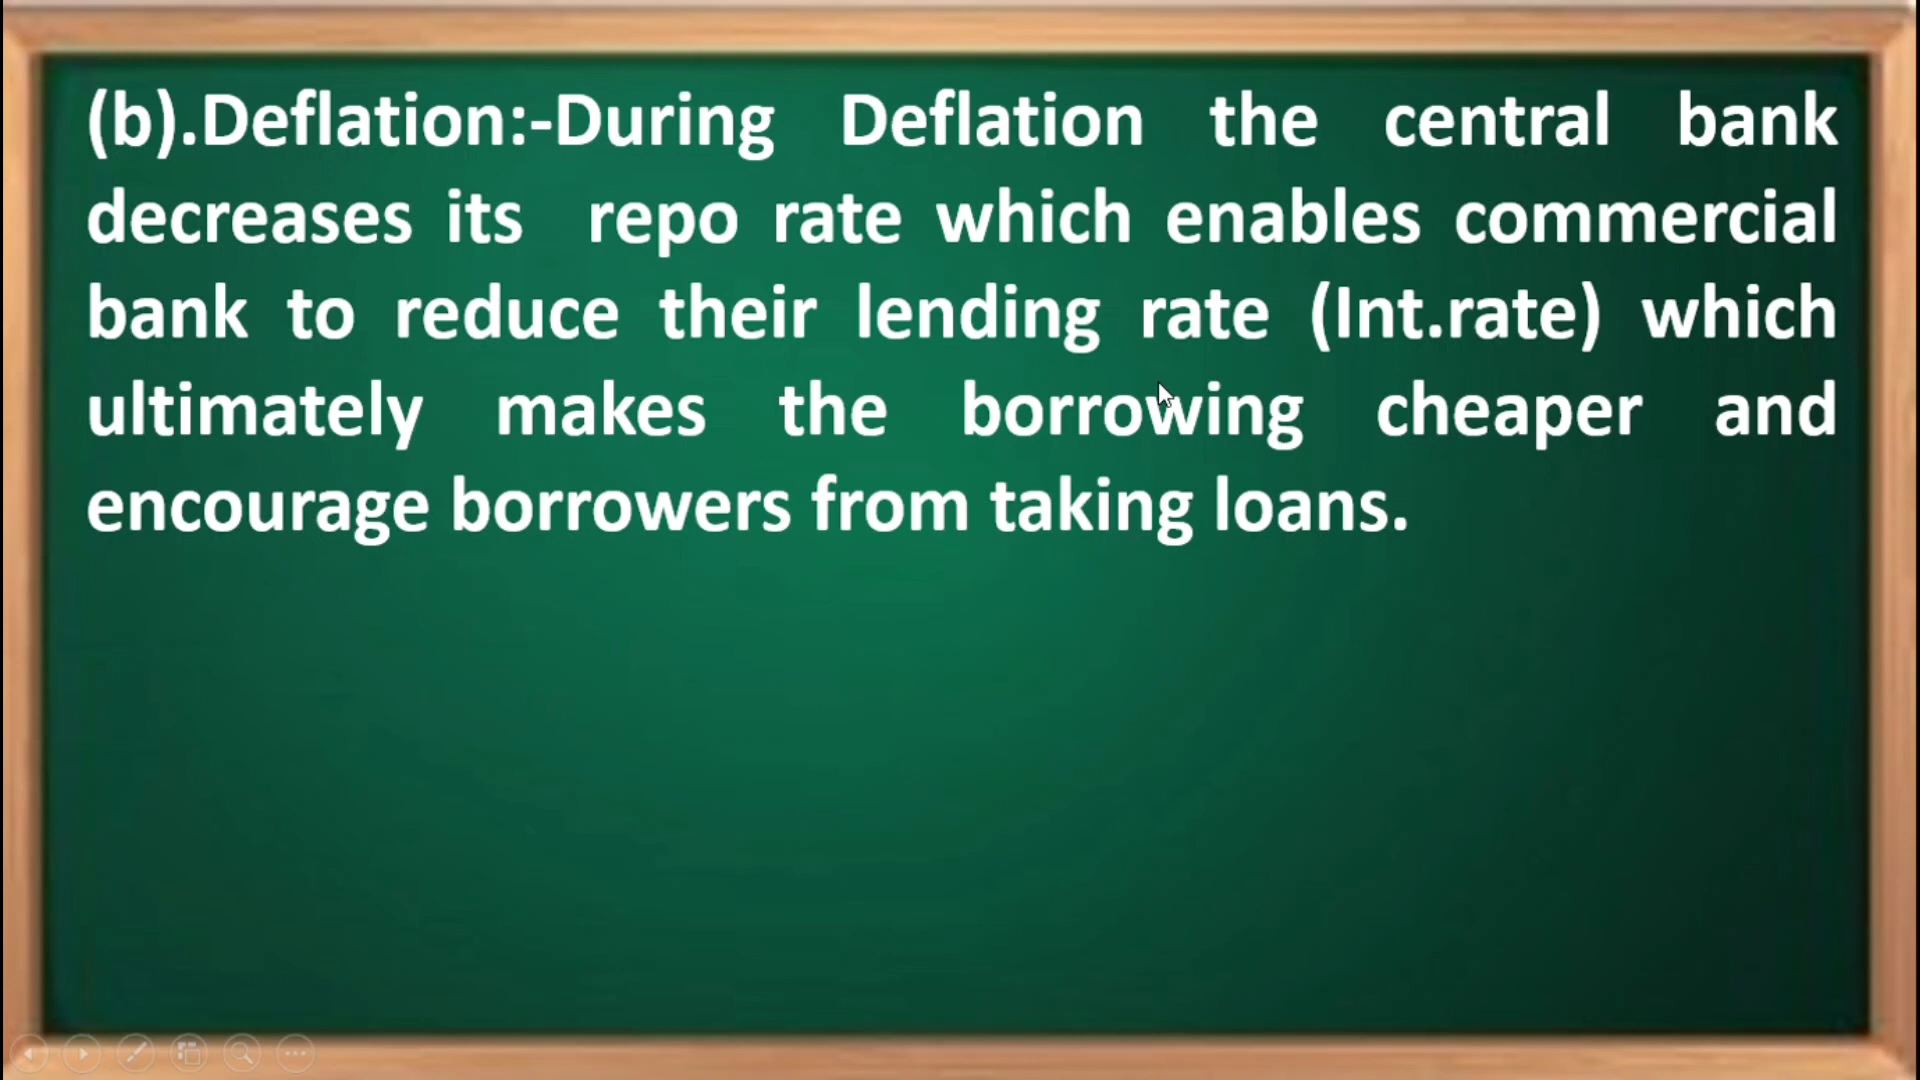 (b).Deflation:-During Deflation the central bank
decreases its repo rate which enables commercial
bank to reduce their lending rate (Int.rate) which
ultimately makes the borrowing cheaper and
encourage borrowers from taking loans.